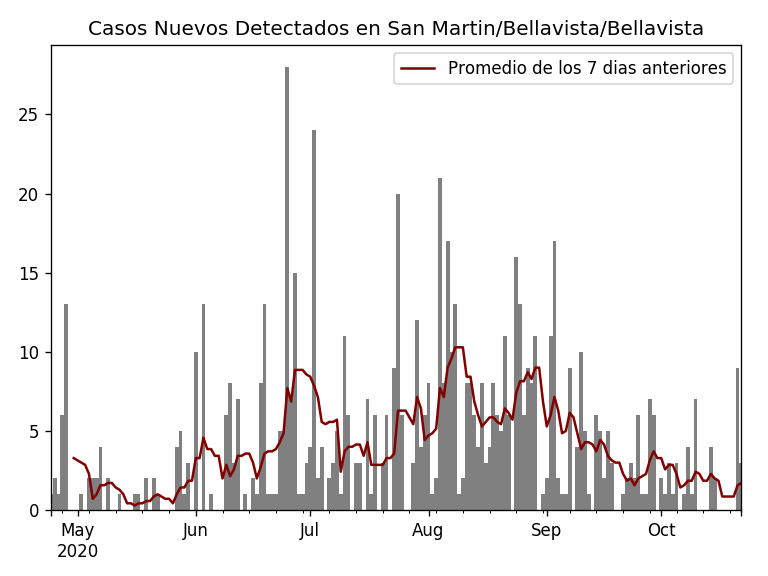 Casos Nuevos Detectados en San Martin/Bellavista/Bellavista
Promedio de los 7 dias anteriores
25
20
15
10
5
0
May Jun Jul Aug Sep Oct
2020